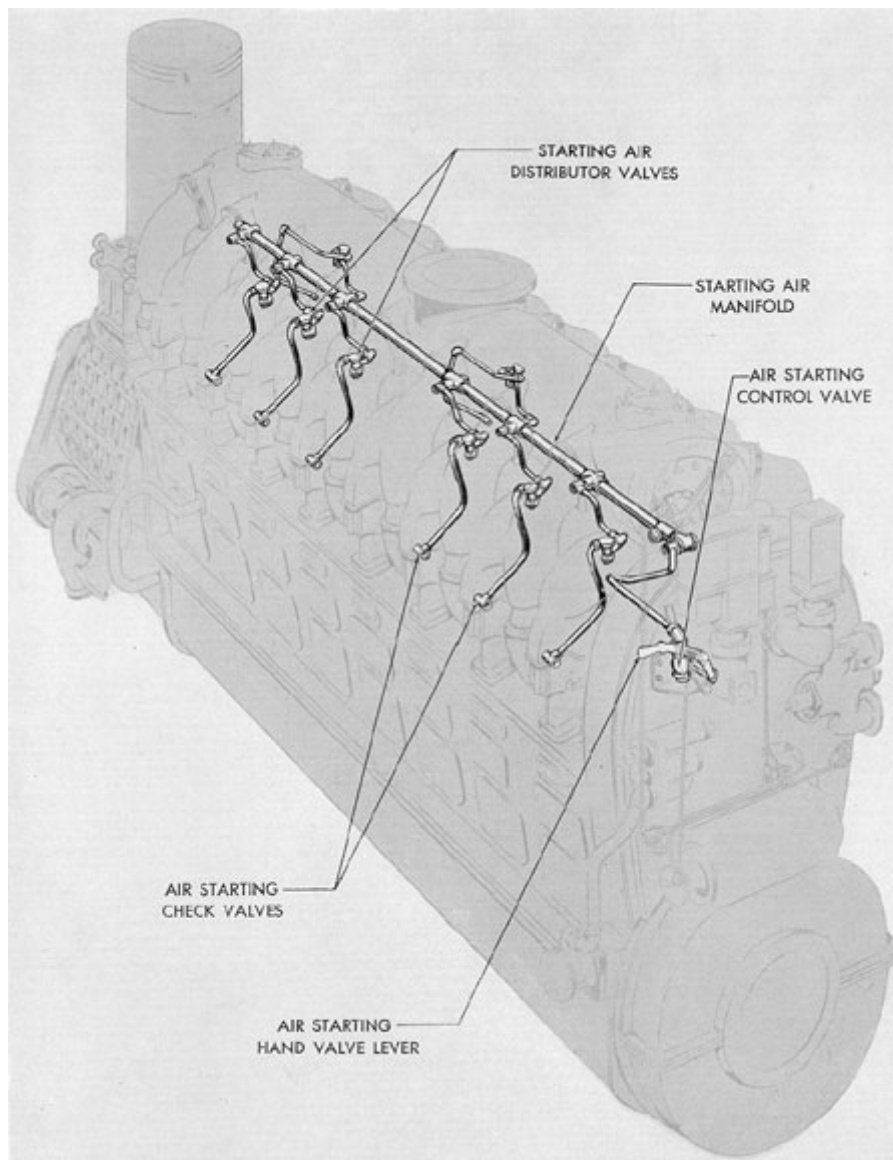 STARTING AIR
DISTRIBUTOR VALVES
STARTING AIR
MANIFOLD
AIR STARTING
CONTROL VALVE
AIR STARTING
CHECK VALVES
AIR STARTING
HAND VALVE LEVER